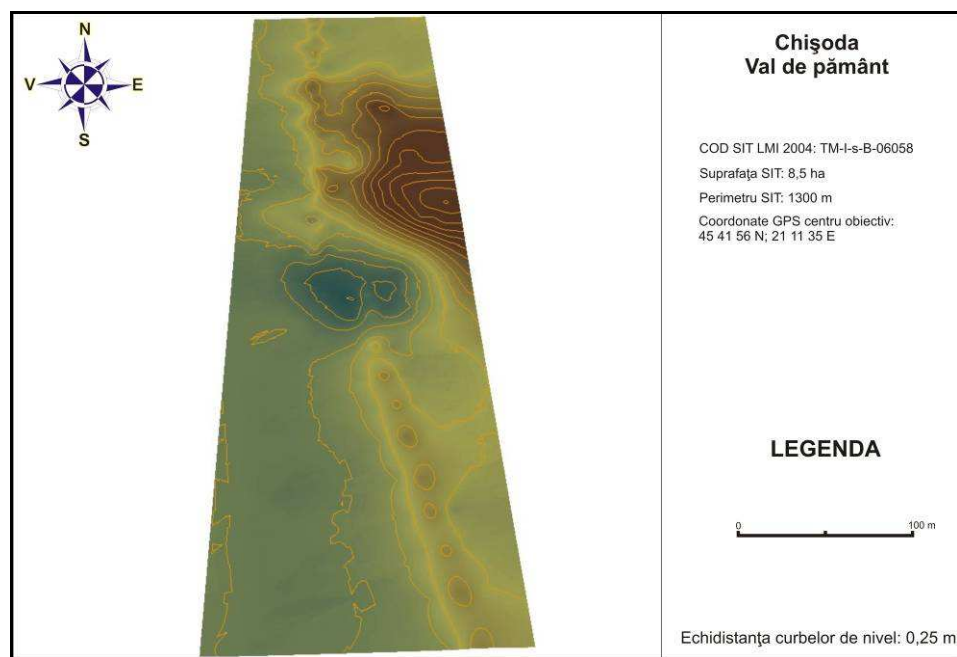 N
V
E
S
Chişoda
Val de pământ
COD SIT LMI 2004: TM-I-s-B-06058
Suprafaţa SIT: 8,5 ha
Perimetru SIT: 1300 m
Coordonate GPS centru obiectiv:
45 41 56 N; 21 11 35 E
LEGENDA
0
100 m
Echidistanţa curbelor de nivel: 0,25 m